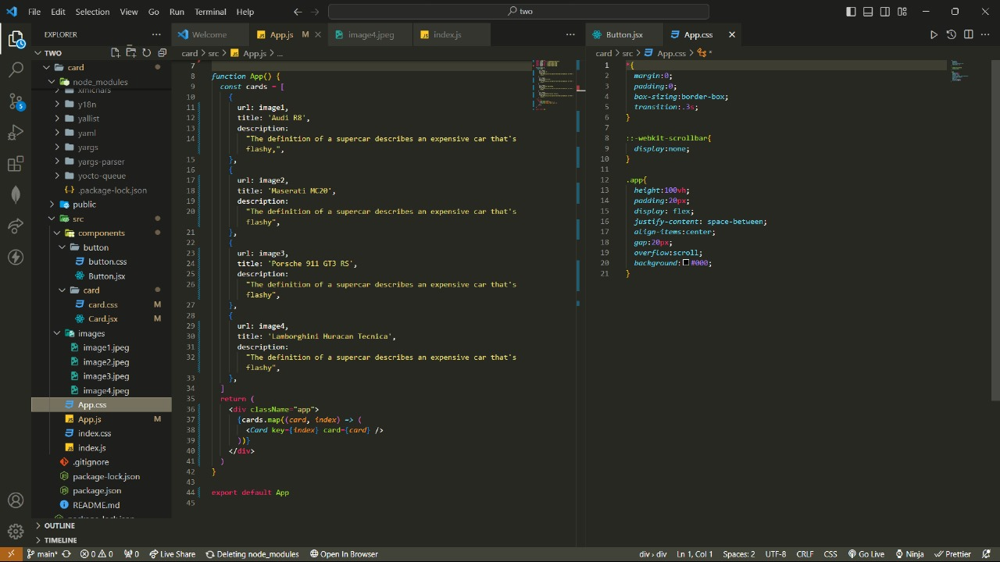 File Edit Selection View Go Run Terminal Help
two
EXPLORER
TWO
card
node_modules
xmlchars
y18n
yallist
yaml
yargs
yargs-parser
yocto-queue
.package-lock.json
public
src
components
button
button.css
Button.jsx
card
card.css M
Card.jsx M
images
image1.jpeg
image2.jpeg
image3.jpeg
image4.jpeg
App.css
App.js M
index.css
index.js
.gitignore
package-lock.json
package.json
README.md
package-lock.json
OUTLINE
TIMELINE
Welcome App.js M image4.jpeg index.js
card > src > App.js > ...
7
8 function App() {
9 const cards = [
10 {
11 url: image1,
12 title: 'Audi R8',
13 description:
14 "The definition of a supercar describes an expensive car that's
flashy,",
15 },
16 {
17 url: image2,
18 title: 'Maserati MC20',
19 description:
20 "The definition of a supercar describes an expensive car that's
flashy",
21 },
22 {
23 url: image3,
24 title: 'Porsche 911 GT3 RS',
25 description:
26 "The definition of a supercar describes an expensive car that's
flashy",
27 },
28 {
29 url: image4,
30 title: 'Lamborghini Huracan Tecnica',
31 description:
32 "The definition of a supercar describes an expensive car that's
flashy",
33 },
34 ]
35 return (
36 <div className="app">
37 {cards.map((card, index) => (
38 <Card key={index} card={card} />
39 ))}
40 </div>
41 )
42 }
43
44 export default App
45
Button.jsx App.css
card > src > App.css > *
1 *{
2 margin:0;
3 padding:0;
4 box-sizing:border-box;
5 transition:.3s;
6 }
7
8 ::-webkit-scrollbar{
9 display:none;
10 }
11
12 .app{
13 height:100vh;
14 padding:20px;
15 display: flex;
16 justify-content: space-between;
17 align-items:center;
18 gap:20px;
19 overflow:scroll;
20 background:#000;
21 }
main* 0 0 0 Live Share Deleting node_modules Open In Browser div > div Ln 1, Col 1 Spaces: 2 UTF-8 CRLF CSS Go Live Ninja Prettier